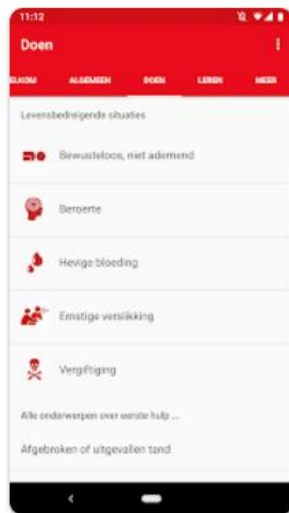 11:12
Doen
ELKOM ALGEMEEN DOEN LEREN MEER
Levensbedreigende situaties
Bewusteloos, niet ademend
Beroerte
Hevige bloeding
Ernstige verslikking
Vergiftiging
Alle onderwerpen over eerste hulp ...
Afgebroken of uitgevallen tand